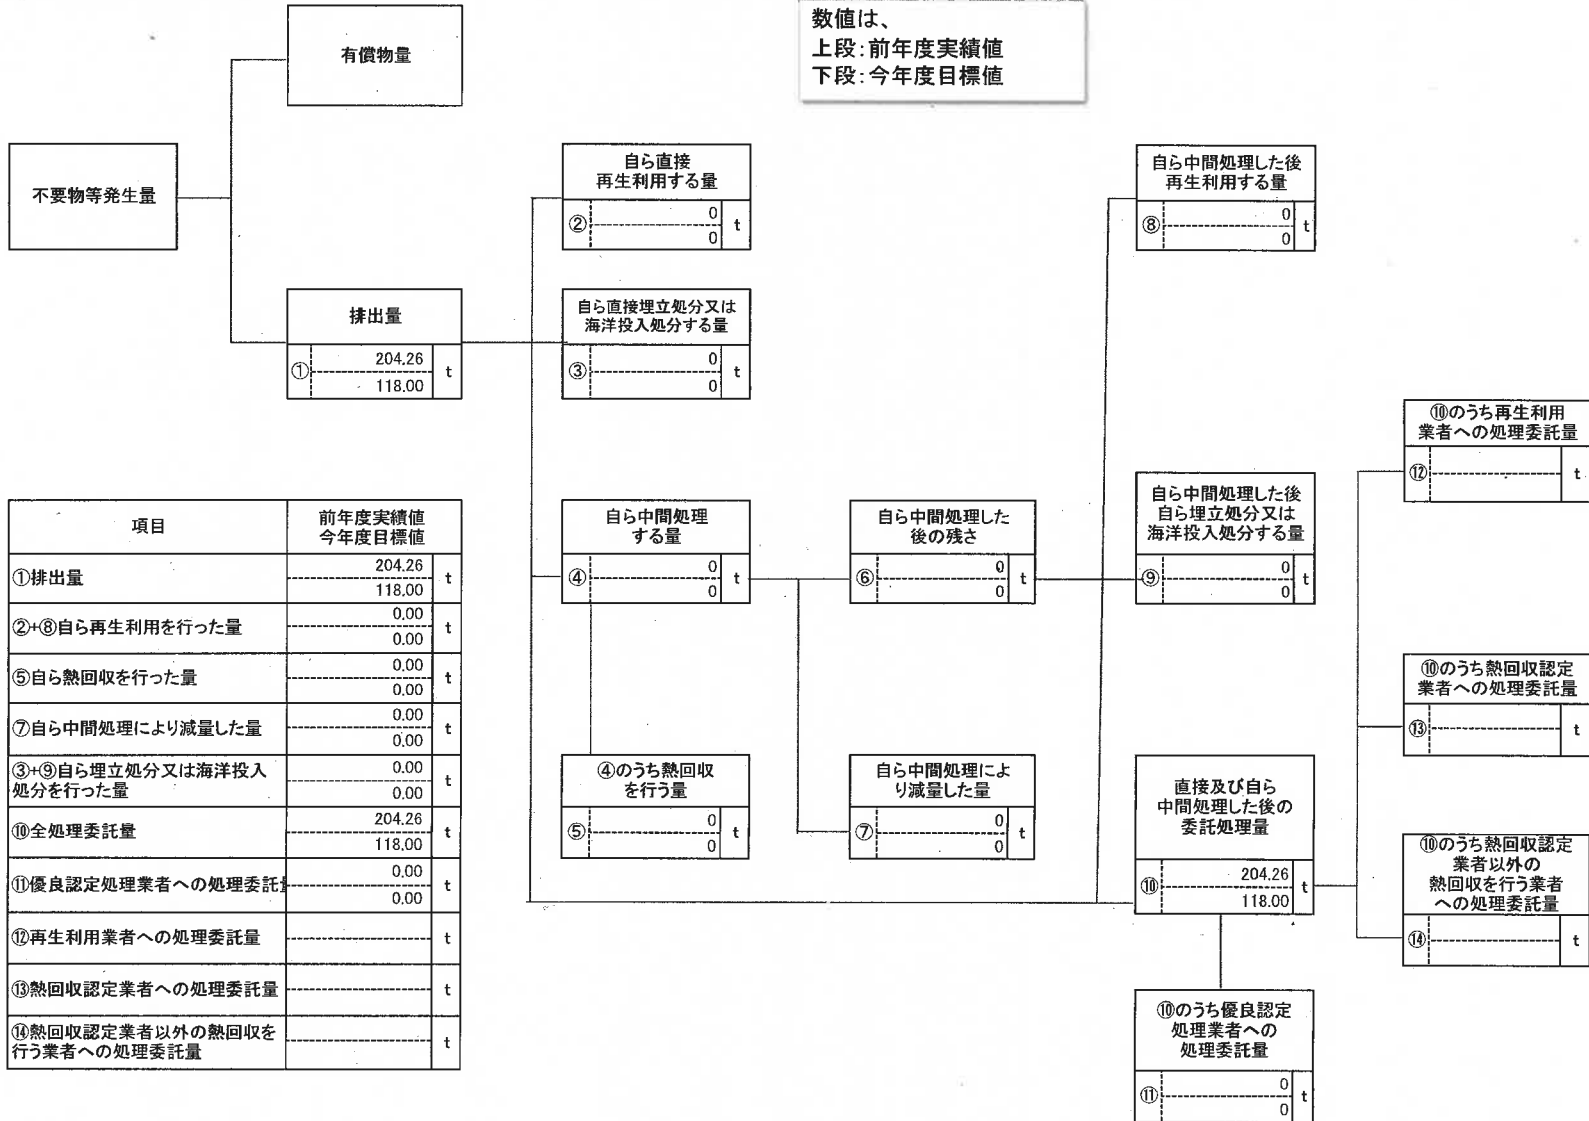 数値は、
上段：前年度実績値
下段：今年度目標値
有償物量
不要物等発生量
排出量
① 204.26 t
118.00
自ら直接
再生利用する量
② 0 t
0
自ら直接埋立処分又は
海洋投入処分する量
③ 0 t
0
自ら中間処理
する量
④ 0 t
0
④のうち熱回収
を行う量
⑤ 0 t
0
自ら中間処理した
後の残さ
⑥ 0 t
0
自ら中間処理によ
り減量した量
⑦ 0 t
0
自ら中間処理した後
再生利用する量
⑧ 0 t
0
自ら中間処理した後
自ら埋立処分又は
海洋投入処分する量
⑨ 0 t
0
直接及び自ら
中間処理した後の
委託処理量
⑩ 204.26 t
118.00
⑩のうち優良認定
処理業者への
処理委託量
⑪ 0 t
0
⑩のうち再生利用
業者への処理委託量
⑫ t
⑩のうち熱回収認定
業者への処理委託量
⑬ t
⑩のうち熱回収認定
業者以外の
熱回収を行う業者
への処理委託量
⑭ t
項目 前年度実績値
今年度目標値
①排出量 204.26 t
118.00
②+⑧自ら再生利用を行った量 0.00 t
0.00
⑤自ら熱回収を行った量 0.00 t
0.00
⑦自ら中間処理により減量した量 0.00 t
0.00
③+⑨自ら埋立処分又は海洋投入
処分を行った量 0.00 t
0.00
⑩全処理委託量 204.26 t
118.00
⑪優良認定処理業者への処理委託 0.00 t
0.00
⑫再生利用業者への処理委託量 t
⑬熱回収認定業者への処理委託量 t
⑭熱回収認定業者以外の熱回収を
行う業者への処理委託量 t